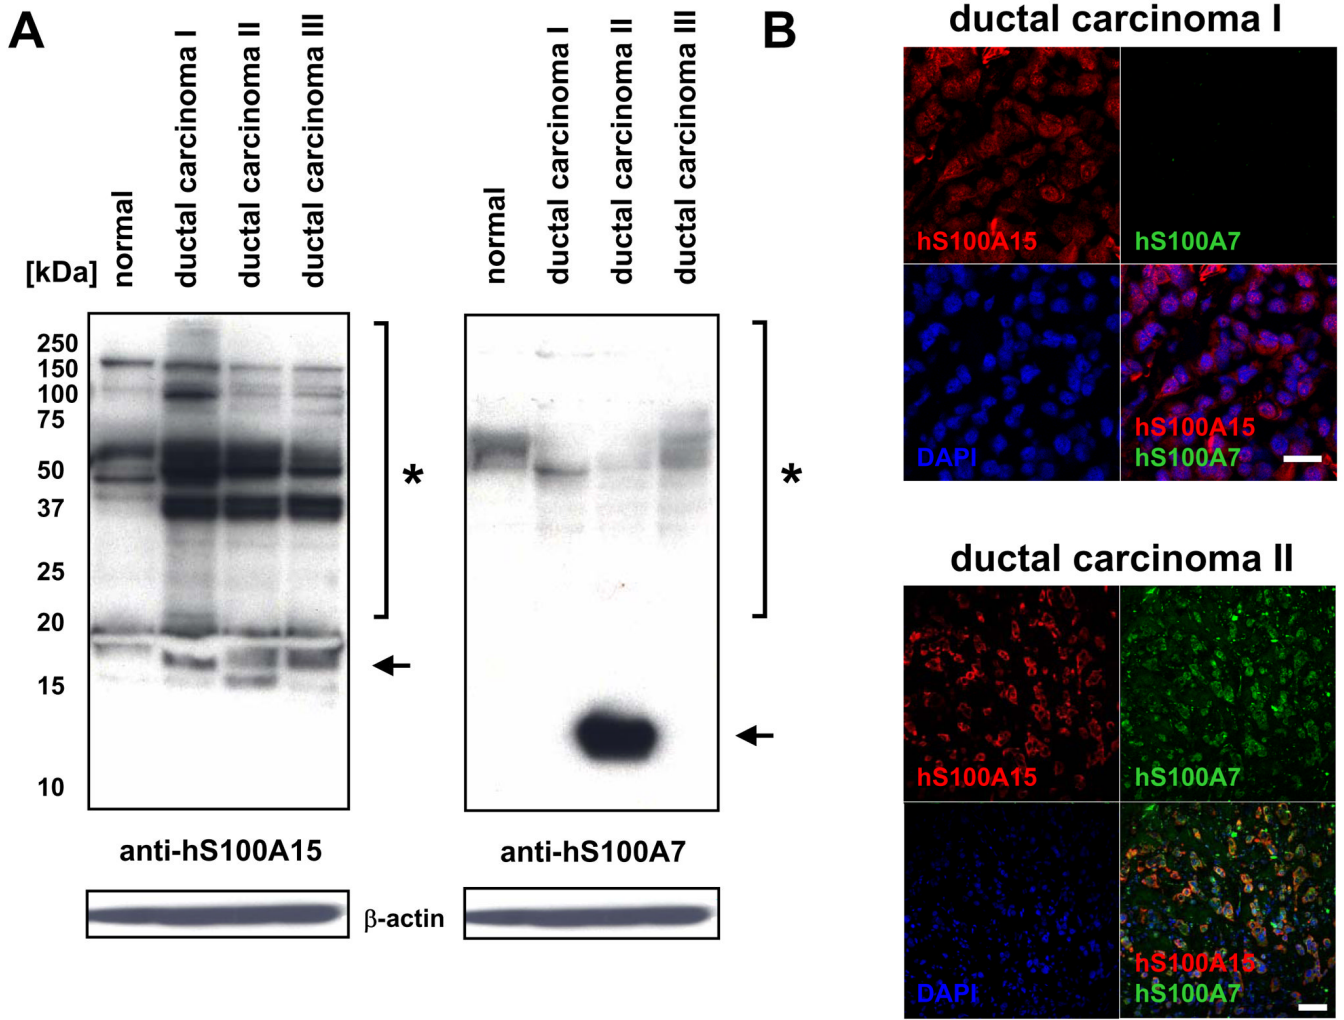 A
normal
ductal carcinoma I
ductal carcinoma II
ductal carcinoma III
[kDa]
250
150
100
75
50
37
25
20
15
10
*
anti-hS100A15
normal
ductal carcinoma I
ductal carcinoma II
ductal carcinoma III
*
anti-hS100A7
β-actin
B
ductal carcinoma I
hS100A15
hS100A7
DAPI
hS100A15
hS100A7
ductal carcinoma II
hS100A15
hS100A7
DAPI
hS100A15
hS100A7